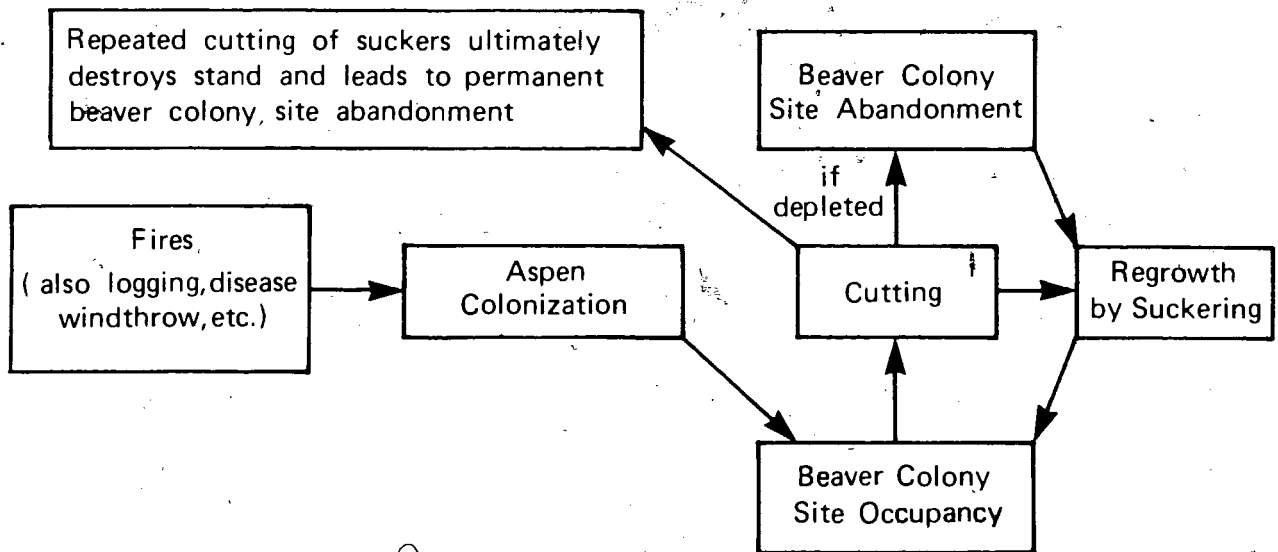 Repeated cutting of suckers ultimately
destroys stand and leads to permanent
beaver colony, site abandonment
Beaver Colony
Site Abandonment
if
depleted
Fires
( also logging, disease
windthrow, etc.)
Aspen
Colonization
Cutting
Regrowth
by Suckering
Beaver Colony
Site Occupancy